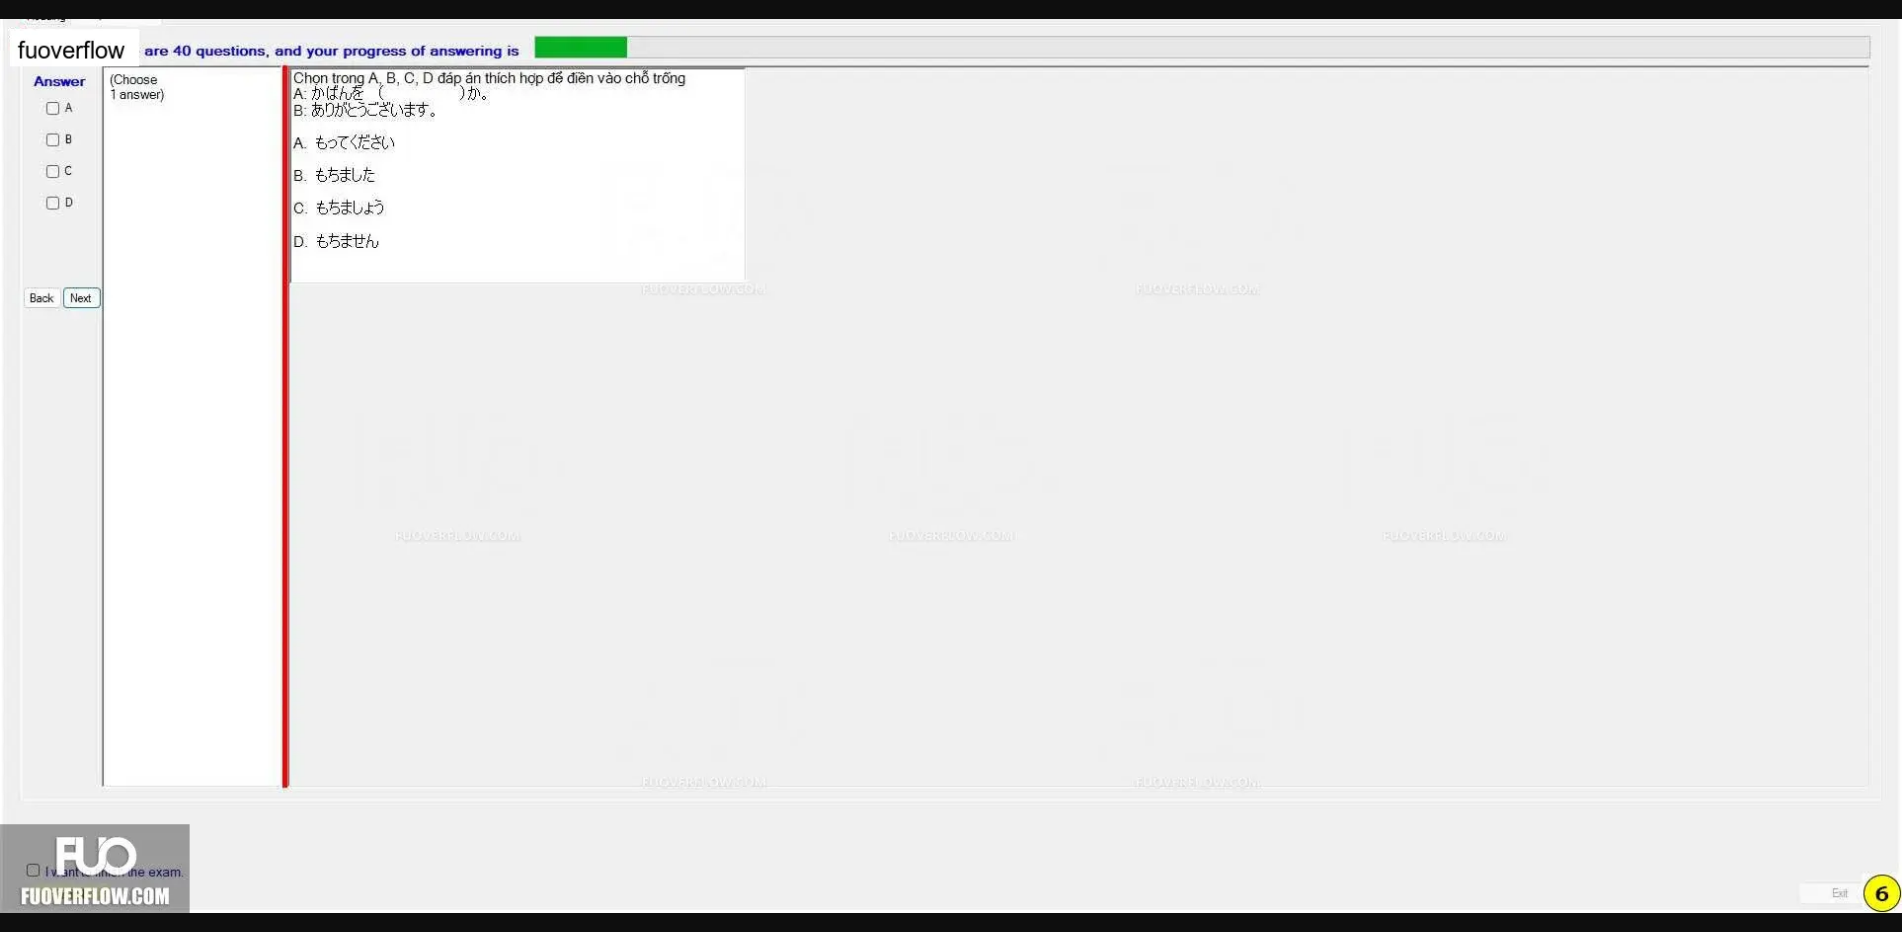 fuoverflow are 40 questions, and your progress of answering is
Answer
(Choose
1 answer)
A
B
C
D
Back Next
Chọn trong A, B, C, D đáp án thích hợp để điền vào chỗ trống
A: かばんを ( )か。
B: ありがとうございます。
A. もってください
B. もちました
C. もちましょう
D. もちません
FUOVERFLOW.COM FUOVERFLOW.COM
FUOVERFLOW.COM FUOVERFLOW.COM FUOVERFLOW.COM
FUOVERFLOW.COM FUOVERFLOW.COM
FUO
I want to finish the exam.
FUOVERFLOW.COM
Exit 6